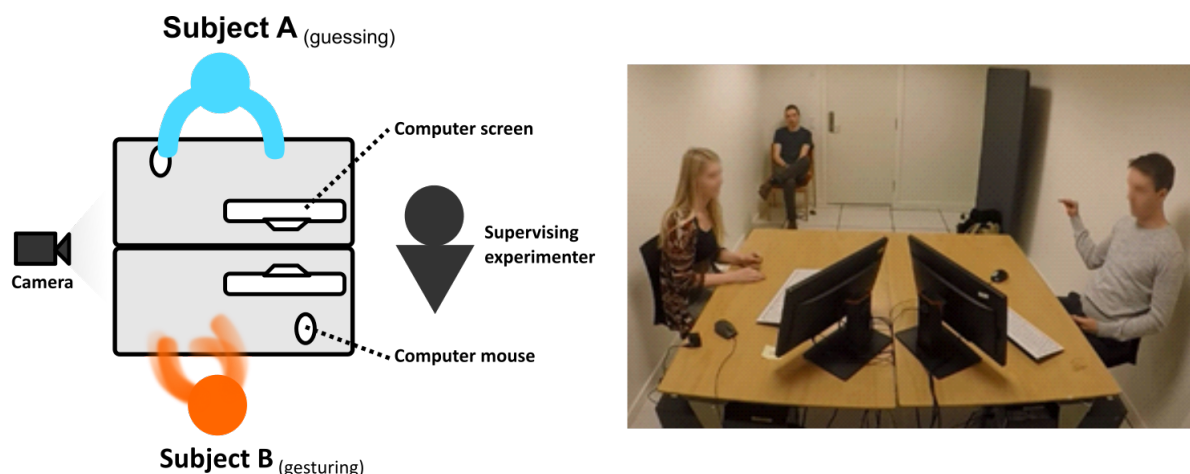 Subject A (guessing)
Computer screen
Supervising
experimenter
Camera
Computer mouse
Subject B (gesturing)